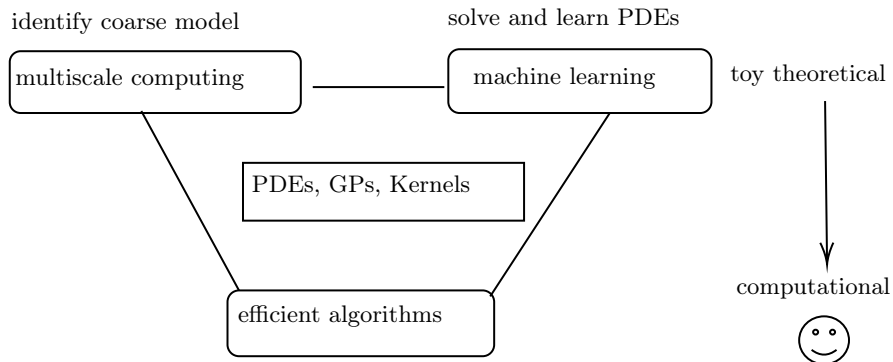 identify coarse model
solve and learn PDEs
multiscale computing
machine learning
toy theoretical
PDEs, GPs, Kernels
computational
efficient algorithms